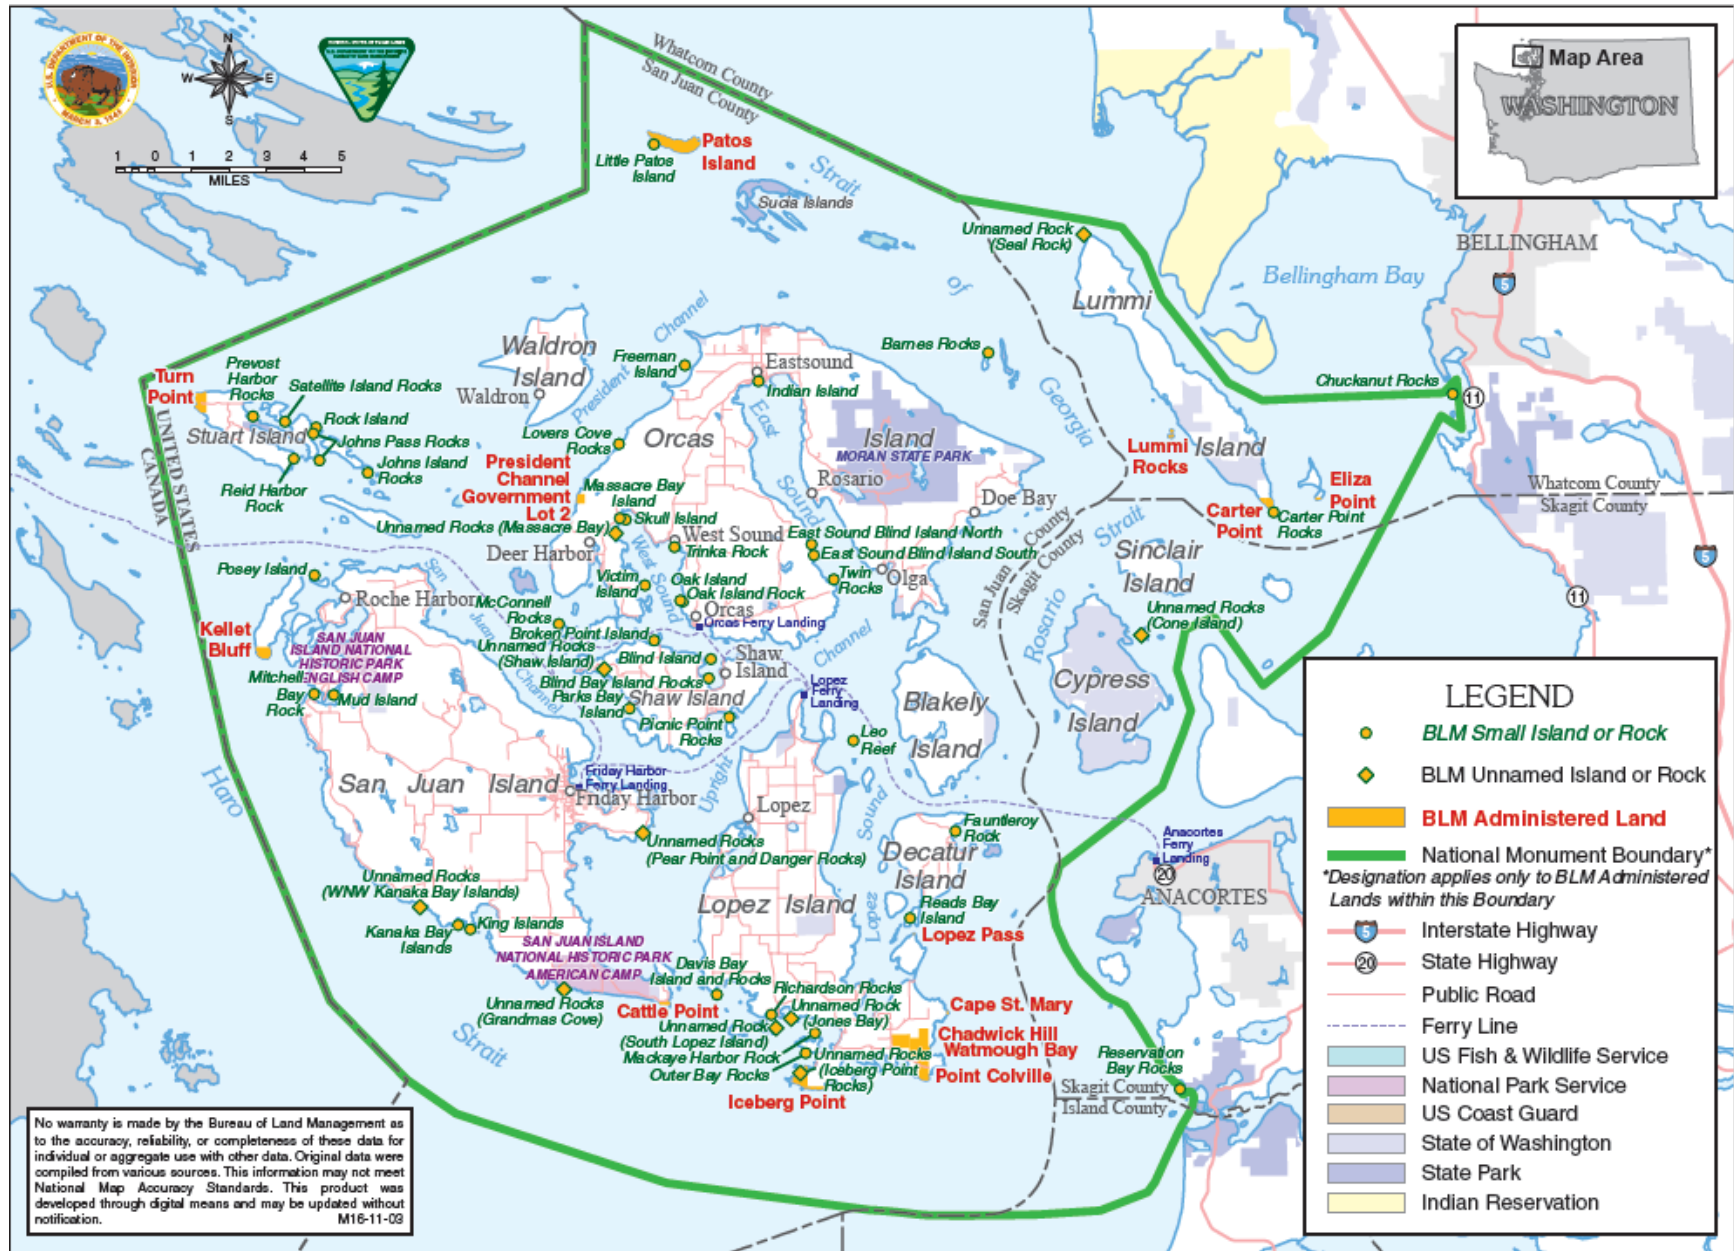 U.S. DEPARTMENT OF THE INTERIOR
MARCH 3, 1849
N
W
E
S
1 0 1 2 3 4 5
MILES
Whatcom County
San Juan County
Map Area
WASHINGTON
Patos
Island
Little Patos
Island
Strait
Sucia Islands
of
Georgia
Unnamed Rock
(Seal Rock)
BELLINGHAM
5
Bellingham Bay
Lummi
Island
Waldron
Island
Waldron
President
Channel
Freeman
Island
Eastsound
Indian Island
Barnes Rocks
Chuckanut Rocks
11
Turn
Point
Prevost
Harbor
Rocks
Satellite Island Rocks
Rock Island
Stuart Island
Johns Pass Rocks
Johns Island
Rocks
Reid Harbor
Rock
UNITED STATES
CANADA
Lovers Cove
Rocks
Orcas
Island
MORAN STATE PARK
East
Sound
Rosario
Doe Bay
Lummi
Rocks
Eliza
Point
Carter
Point
Carter Point
Rocks
Whatcom County
Skagit County
President
Channel
Government
Lot 2
Massacre Bay
Island
Skull Island
Unnamed Rocks (Massacre Bay)
Deer Harbor
West Sound
Trinka Rock
West
Sound
East Sound Blind Island North
East Sound Blind Island South
Twin
Rocks
Olga
San Juan County
Skagit County
Strait
Rosario
Sinclair
Island
Unnamed Rocks
(Cone Island)
5
11
Posey Island
Roche Harbor
San
Juan
Channel
Victim
Island
Oak Island
Oak Island Rock
Orcas
Orcas Ferry Landing
McConnell
Rocks
Broken Point Island
Unnamed Rocks
(Shaw Island)
Blind Island
Shaw
Island
Blind Bay Island Rocks
Parks Bay
Island
Shaw Island
Picnic Point
Rocks
Channel
Upright
Lopez
Ferry
Landing
Leo
Reef
Blakely
Island
Cypress
Island
Kellet
Bluff
SAN JUAN
ISLAND NATIONAL
HISTORIC PARK
ENGLISH CAMP
Mitchell
Bay
Rock
Mud Island
Haro
Strait
San Juan Island
Friday Harbor
Ferry Landing
Friday Harbor
Lopez
Unnamed Rocks
(Pear Point and Danger Rocks)
Lopez
Sound
Fauntleroy
Rock
Decatur
Island
Reads Bay
Island
Lopez Pass
Anacortes
Ferry
Landing
20
ANACORTES
Unnamed Rocks
(WNW Kanaka Bay Islands)
Kanaka Bay
Islands
King Islands
Lopez Island
SAN JUAN ISLAND
NATIONAL HISTORIC PARK
AMERICAN CAMP
Unnamed Rocks
(Grandmas Cove)
Cattle Point
Davis Bay
Island and Rocks
Richardson Rocks
Unnamed Rock
(Jones Bay)
Unnamed Rock
(South Lopez Island)
Mackaye Harbor Rock
Outer Bay Rocks
Unnamed Rocks
(Iceberg Point
Rocks)
Iceberg Point
Cape St. Mary
Chadwick Hill
Watmough Bay
Point Colville
Reservation
Bay Rocks
Skagit County
Island County
LEGEND
BLM Small Island or Rock
BLM Unnamed Island or Rock
BLM Administered Land
National Monument Boundary*
*Designation applies only to BLM Administered
Lands within this Boundary
5 Interstate Highway
20 State Highway
Public Road
Ferry Line
US Fish & Wildlife Service
National Park Service
US Coast Guard
State of Washington
State Park
Indian Reservation
No warranty is made by the Bureau of Land Management as
to the accuracy, reliability, or completeness of these data for
individual or aggregate use with other data. Original data were
compiled from various sources. This information may not meet
National Map Accuracy Standards. This product was
developed through digital means and may be updated without
notification. M16-11-03